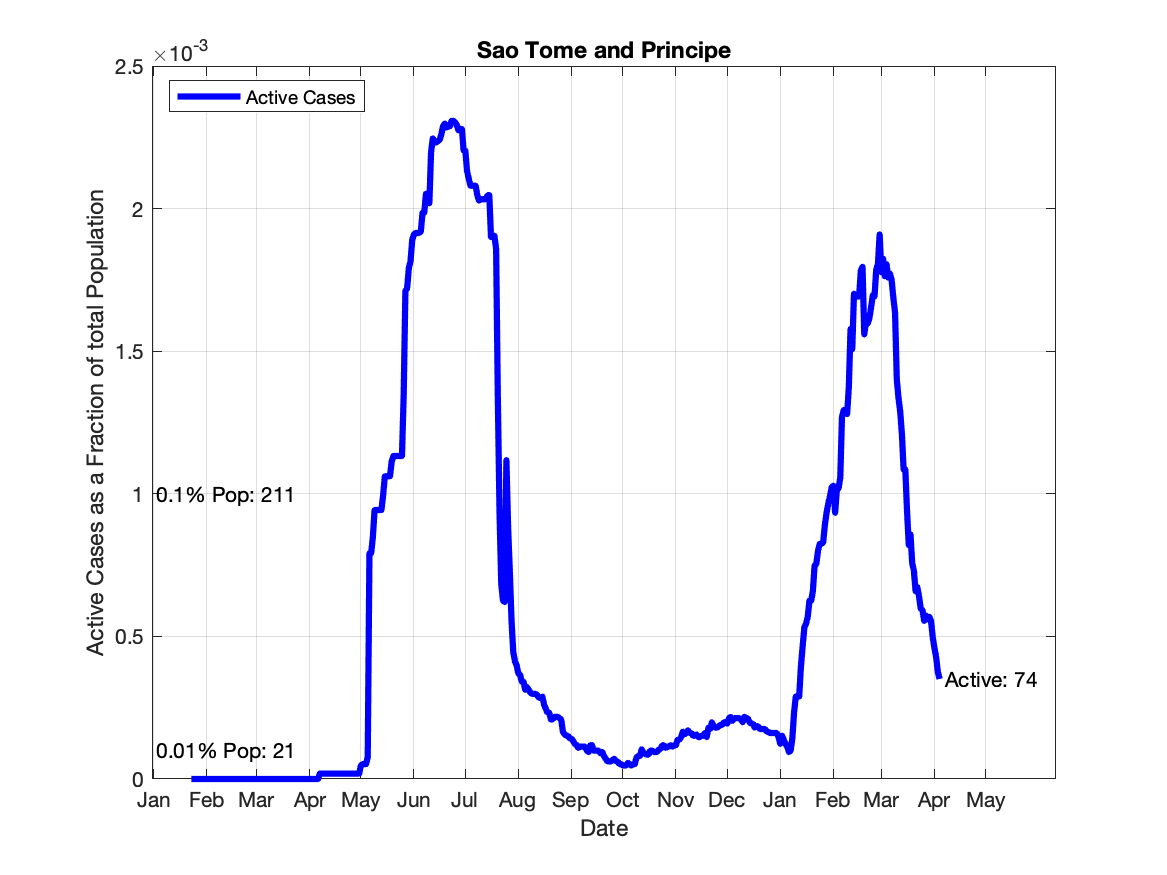 Sao Tome and Principe
×10-3
Active Cases
2.5
2
1.5
1
0.5
0
0.1% Pop: 211
0.01% Pop: 21
Active: 74
Active Cases as a Fraction of total Population
Jan Feb Mar Apr May Jun Jul Aug Sep Oct Nov Dec Jan Feb Mar Apr May
Date